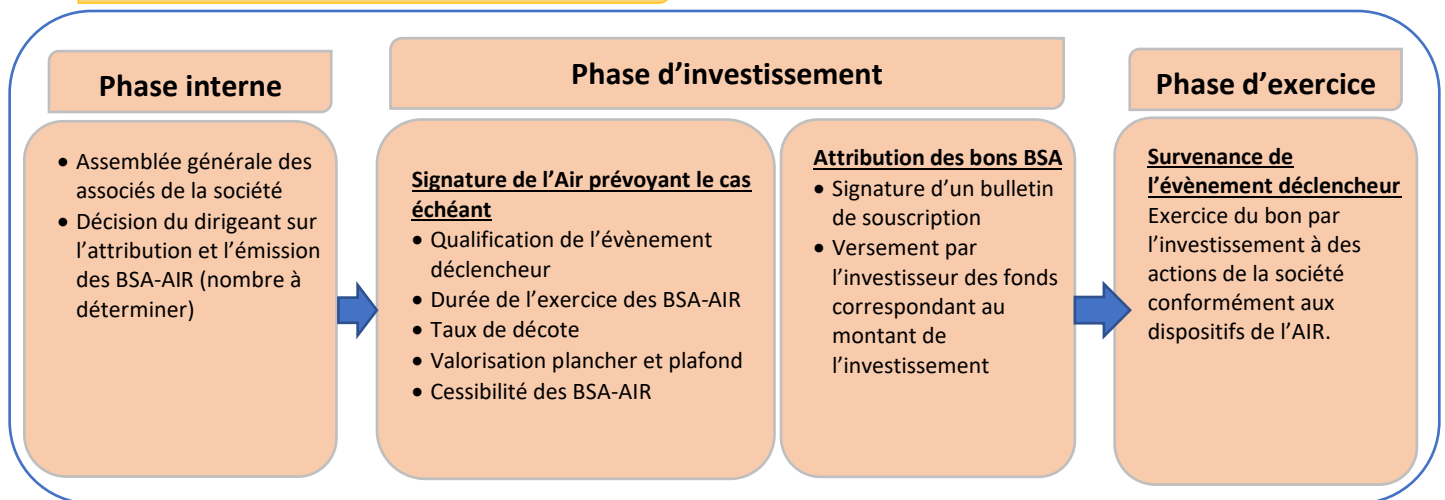 Phase interne
• Assemblée générale des
associés de la société
• Décision du dirigeant sur
l’attribution et l’émission
des BSA-AIR (nombre à
déterminer)
Phase d’investissement
Signature de l’Air prévoyant le cas
échéant
• Qualification de l’évènement
déclencheur
• Durée de l’exercice des BSA-AIR
• Taux de décote
• Valorisation plancher et plafond
• Cessibilité des BSA-AIR
Attribution des bons BSA
• Signature d’un bulletin
de souscription
• Versement par
l’investisseur des fonds
correspondant au
montant de
l’investissement
Phase d’exercice
Survenance de
l’évènement déclencheur
Exercice du bon par
l’investissement à des
actions de la société
conformément aux
dispositifs de l’AIR.